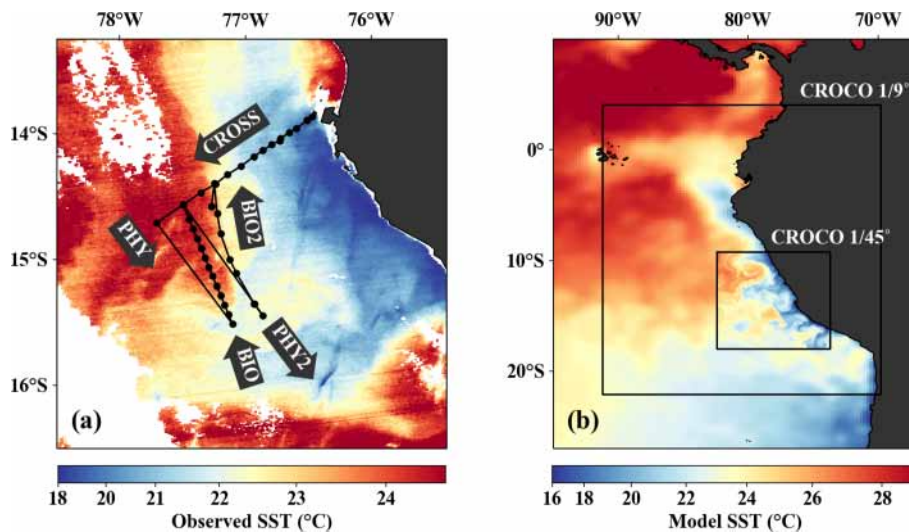 78°W 77°W 76°W
14°S
15°S
16°S
CROSS
PHY
BIO2
BIO
PHY2
(a)
18 20 21 22 23 24
Observed SST (°C)
90°W 80°W 70°W
0°
10°S
20°S
CROCO 1/9°
CROCO 1/45°
(b)
16 18 20 22 24 26 28
Model SST (°C)